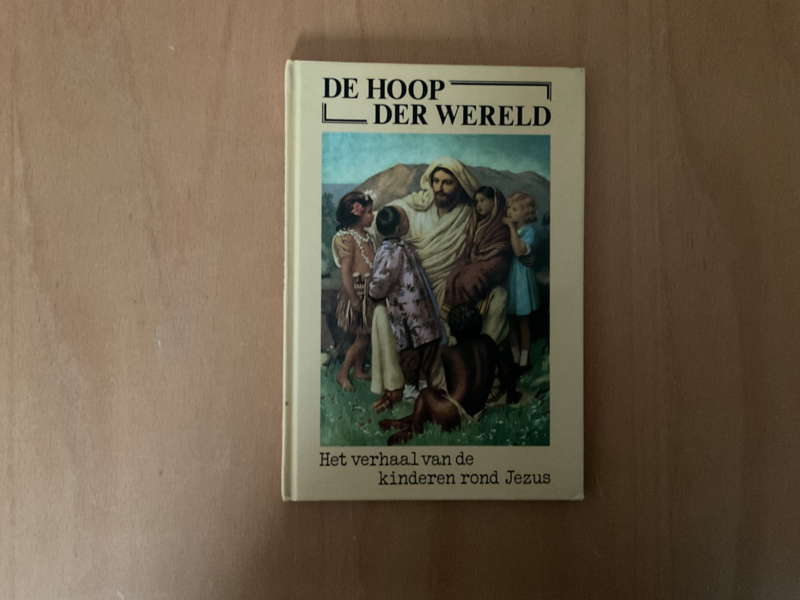 DE HOOP
DER WERELD
Het verhaal van de
kinderen rond Jezus